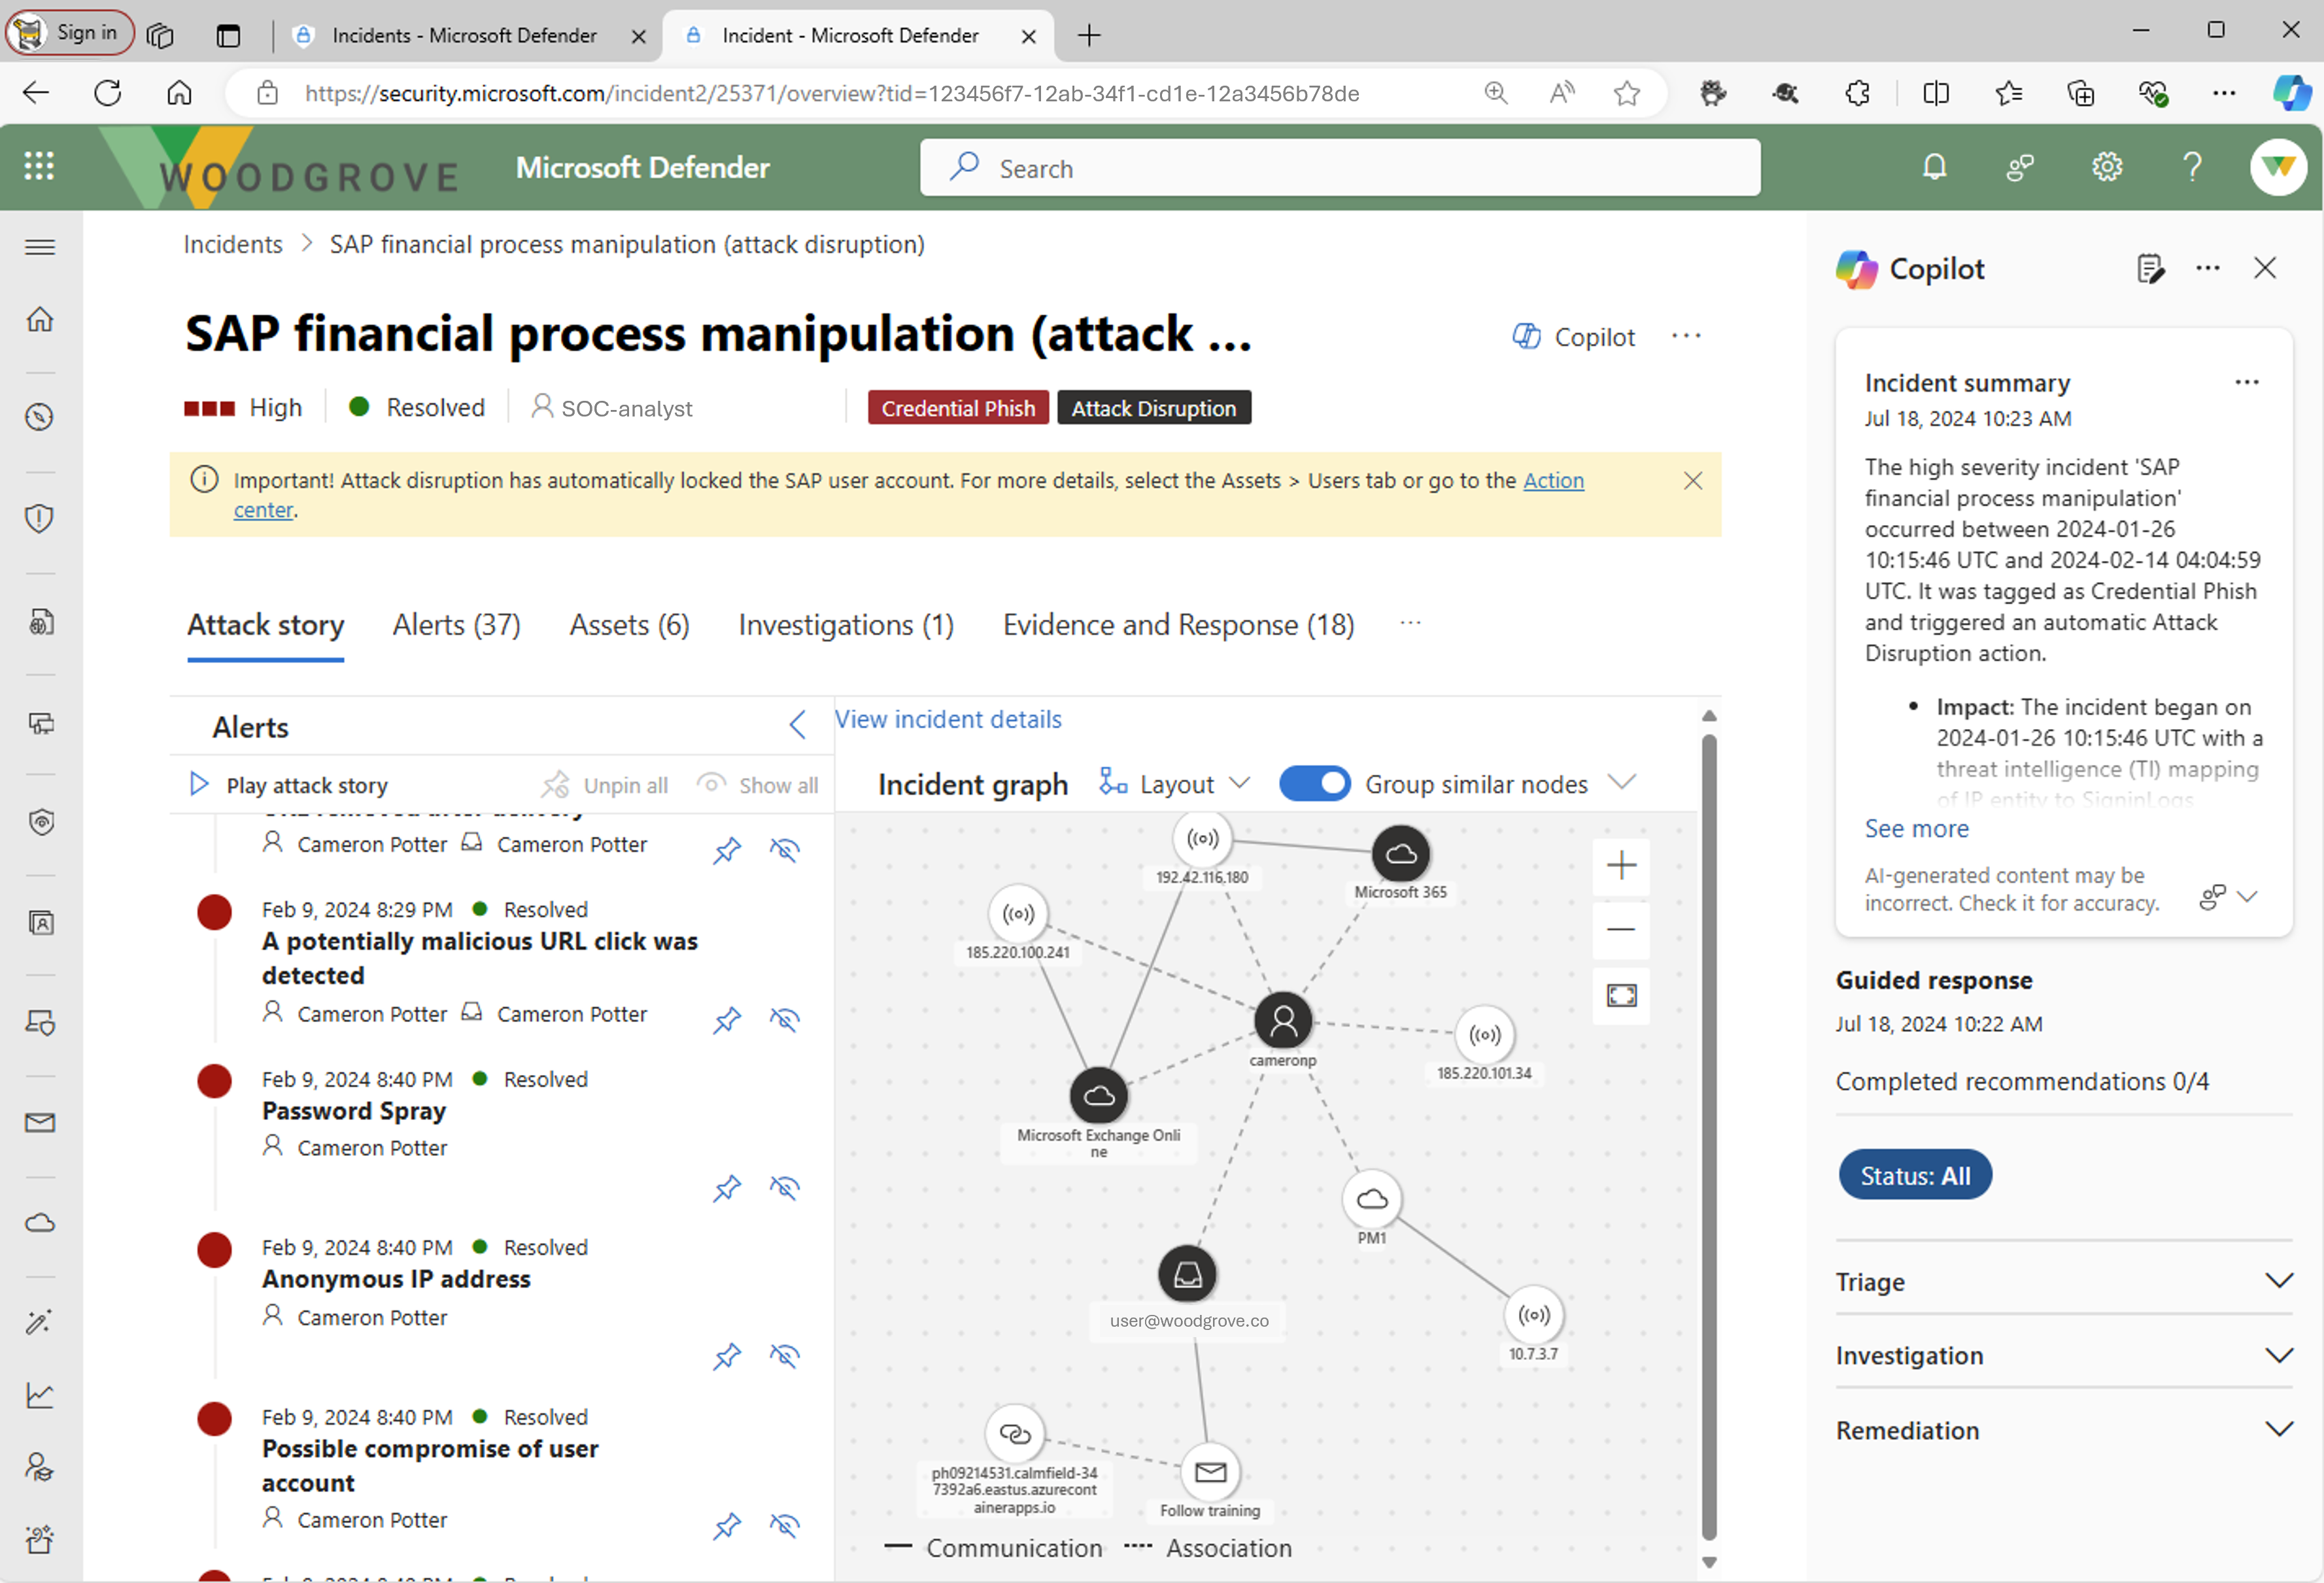 Sign in
Incidents - Microsoft Defender
Incident - Microsoft Defender
https://security.microsoft.com/incident2/25371/overview?tid=123456f7-12ab-34f1-cd1e-12a3456b78de
WOODGROVE
Microsoft Defender
Search
Incidents > SAP financial process manipulation (attack disruption)
SAP financial process manipulation (attack ...
Copilot
High
Resolved
SOC-analyst
Credential Phish
Attack Disruption
Important! Attack disruption has automatically locked the SAP user account. For more details, select the Assets > Users tab or go to the Action
center.
Attack story
Alerts (37)
Assets (6)
Investigations (1)
Evidence and Response (18)
Alerts
Play attack story
Unpin all
Show all
Cameron Potter Cameron Potter
Feb 9, 2024 8:29 PM Resolved
A potentially malicious URL click was
detected
Cameron Potter Cameron Potter
Feb 9, 2024 8:40 PM Resolved
Password Spray
Cameron Potter
Feb 9, 2024 8:40 PM Resolved
Anonymous IP address
Cameron Potter
Feb 9, 2024 8:40 PM Resolved
Possible compromise of user
account
Cameron Potter
View incident details
Incident graph
Layout
Group similar nodes
192.42.116.180
Microsoft 365
185.220.100.241
cameronp
185.220.101.34
Microsoft Exchange Onli
ne
PM1
user@woodgrove.co
10.7.3.7
ph09214531.calmfield-34
7392a6.eastus.azurecont
ainerapps.io
Follow training
Communication
Association
Copilot
Incident summary
Jul 18, 2024 10:23 AM
The high severity incident 'SAP
financial process manipulation'
occurred between 2024-01-26
10:15:46 UTC and 2024-02-14 04:04:59
UTC. It was tagged as Credential Phish
and triggered an automatic Attack
Disruption action.
• Impact: The incident began on
2024-01-26 10:15:46 UTC with a
threat intelligence (TI) mapping
of IP entity to SigninLogs
See more
AI-generated content may be
incorrect. Check it for accuracy.
Guided response
Jul 18, 2024 10:22 AM
Completed recommendations 0/4
Status: All
Triage
Investigation
Remediation